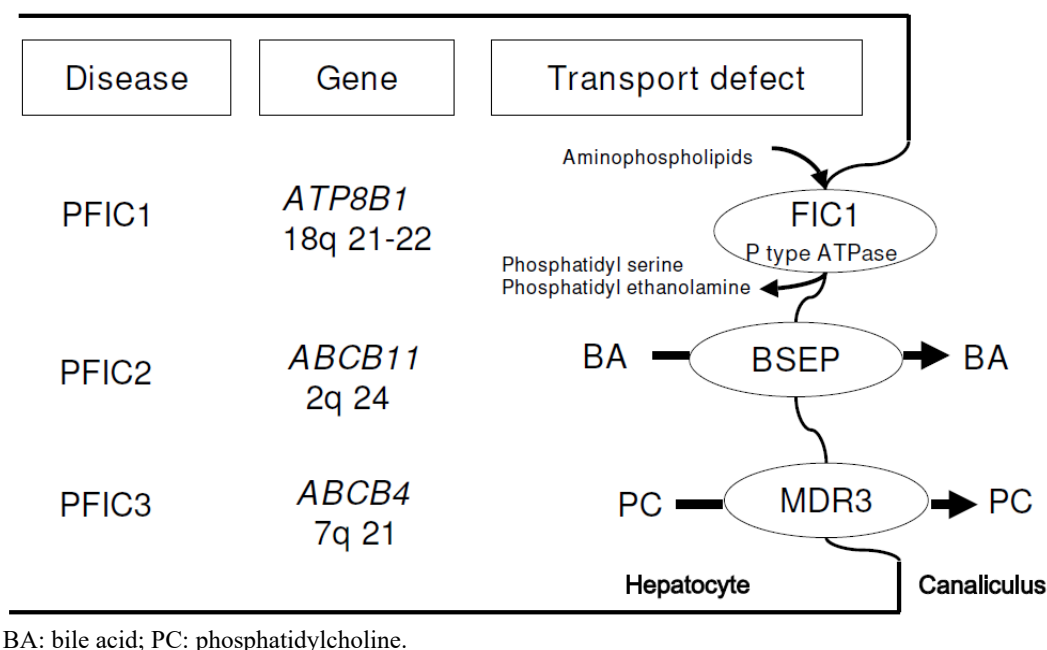 Disease
Gene
Transport defect
Aminophospholipids
PFIC1
ATP8B1
18q 21-22
FIC1
P type ATPase
Phosphatidyl serine
Phosphatidyl ethanolamine
PFIC2
ABCB11
2q 24
BA
BSEP
BA
PFIC3
ABCB4
7q 21
PC
MDR3
PC
Hepatocyte
Canaliculus
BA: bile acid; PC: phosphatidylcholine.